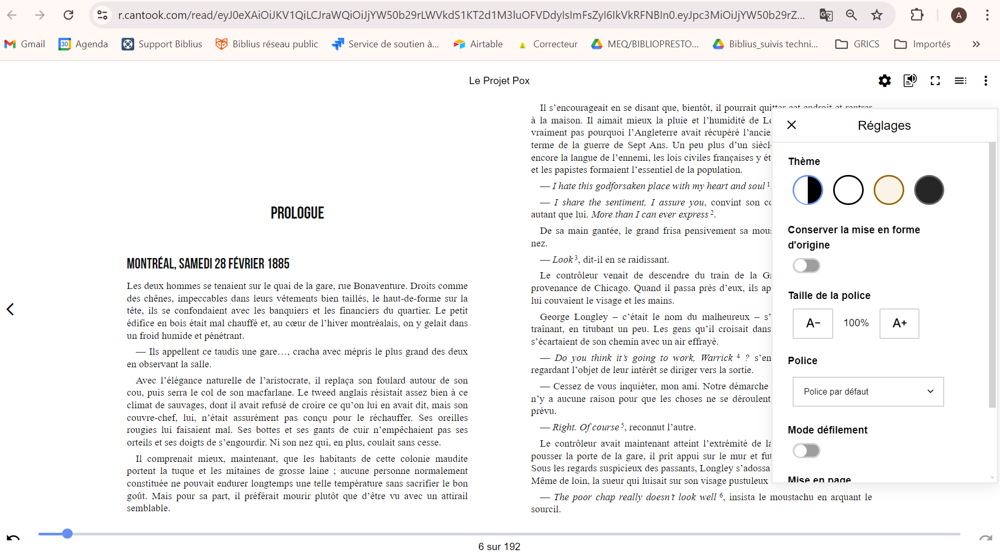 r.cantook.com/read/eyJ0eXAiOiJKV1QiLCJraWQiOiJjYW50b29rLWVkdS1KT2d1M3IuOFVDdyIsImFsZyI6IkVkRFNBIn0.eyJpc3MiOiJjYW50b29rZ...
A
Gmail
30
Agenda
Support Biblius
Biblius réseau public
Service de soutien à...
Airtable
Correcteur
MEQ/BIBLIOPRESTO...
Biblius_suivis techni...
GRICS
Importés
Le Projet Pox
PROLOGUE
MONTRÉAL, SAMEDI 28 FÉVRIER 1885
Les deux hommes se tenaient sur le quai de la gare, rue Bonaventure. Droits comme
des chênes, impeccables dans leurs vêtements bien taillés, le haut-de-forme sur la
tête, ils se confondaient avec les banquiers et les financiers du quartier. Le petit
édifice en bois était mal chauffé et, au cœur de l’hiver montréalais, on y gelait dans
un froid humide et pénétrant.
— Ils appellent ce taudis une gare…, cracha avec mépris le plus grand des deux
en observant la salle.
Avec l’élégance naturelle de l’aristocrate, il replaça son foulard autour de son
cou, puis serra le col de son macfarlane. Le tweed anglais résistait assez bien à ce
climat de sauvages, dont il avait refusé de croire ce qu’on lui en avait dit, mais son
couvre-chef, lui, n’était assurément pas conçu pour le réchauffer. Ses oreilles
rougies lui faisaient mal. Ses bottes et ses gants de cuir n’empêchaient pas ses
orteils et ses doigts de s’engourdir. Ni son nez qui, en plus, coulait sans cesse.
Il comprenait mieux, maintenant, que les habitants de cette colonie maudite
portent la tuque et les mitaines de grosse laine ; aucune personne normalement
constituée ne pouvait endurer longtemps une telle température sans sacrifier le bon
goût. Mais pour sa part, il préférait mourir plutôt que d’être vu avec un attirail
semblable.
Il s’encourageait en se disant que, bientôt, il pourrait quitter cet endroit et rentrer
à la maison. Il aimait mieux la pluie et l’humidité de Lo
vraiment pas pourquoi l’Angleterre avait récupéré l’ancie
terme de la guerre de Sept Ans. Un peu plus d’un siècl
encore la langue de l’ennemi, les lois civiles françaises y ét
et les papistes formaient l’essentiel de la population.
— I hate this godforsaken place with my heart and soul 1,
— I share the sentiment, I assure you, convint son co
autant que lui. More than I can ever express 2.
De sa main gantée, le grand frisa pensivement sa mous
nez.
— Look 3, dit-il en se raidissant.
Le contrôleur venait de descendre du train de la Gr
provenance de Chicago. Quand il passa près d’eux, ils ap
lui couvaient le visage et les mains.
George Longley – c’était le nom du malheureux – s’
traînant, en titubant un peu. Les gens qu’il croisait dans
s’écartaient de son chemin avec un air effrayé.
— Do you think it’s going to work, Warrick 4 ? s’en
regardant l’objet de leur intérêt se diriger vers la sortie.
— Cessez de vous inquiéter, mon ami. Notre démarche
n’y a aucune raison pour que les choses ne se déroulent
prévu.
— Right. Of course 5, reconnut l’autre.
Le contrôleur avait maintenant atteint l’extrémité de la
pousser la porte de la gare, il prit appui sur le mur et fut
Sous les regards suspicieux des passants, Longley s’adossa
Même de loin, la sueur qui luisait sur son visage pustuleux
— The poor chap really doesn’t look well 6, insista le moustachu en arquant le
sourcil.
Réglages
Thème
Conserver la mise en forme
d'origine
Taille de la police
A− 100% A+
Police
Police par défaut
Mode défilement
Mise en page
6 sur 192